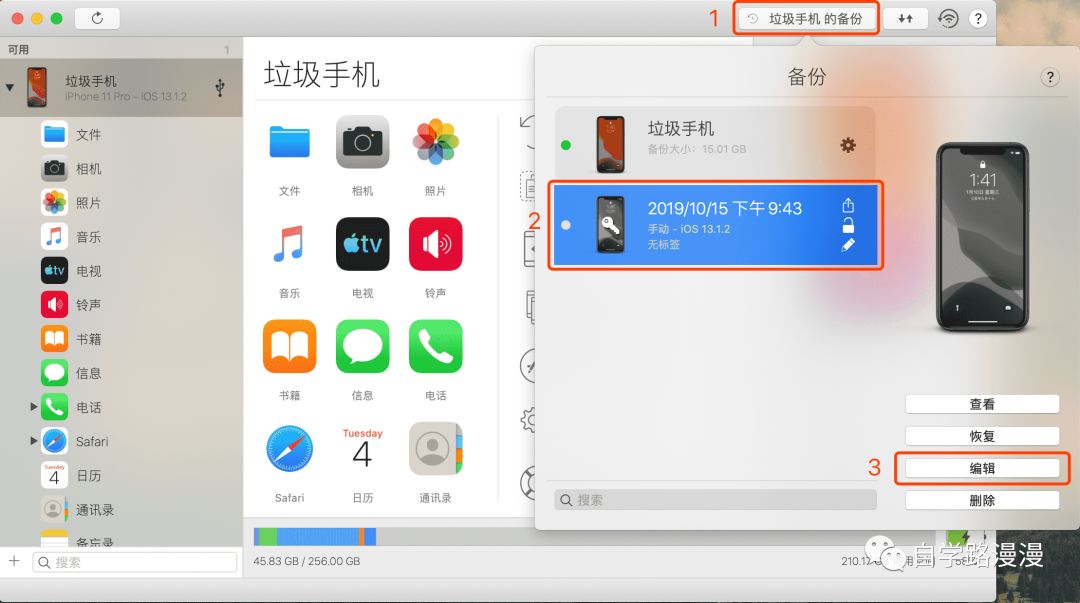 1
垃圾手机 的备份
?
可用
1
垃圾手机
iPhone 11 Pro - iOS 13.1.2
文件
相机
照片
音乐
tv
电视
铃声
书籍
信息
电话
Safari
Tuesday
4
日历
通讯录
备忘录
搜索
垃圾手机
文件
相机
照片
tv
音乐
电视
铃声
书籍
信息
电话
Tuesday
4
Safari
日历
通讯录
45.83 GB / 256.00 GB
备份
?
垃圾手机
备份大小: 15.01 GB
2
2019/10/15 下午 9:43
手动 - iOS 13.1.2
无标签
1:41
查看
恢复
3
编辑
删除
搜索
210.17
自学路漫漫